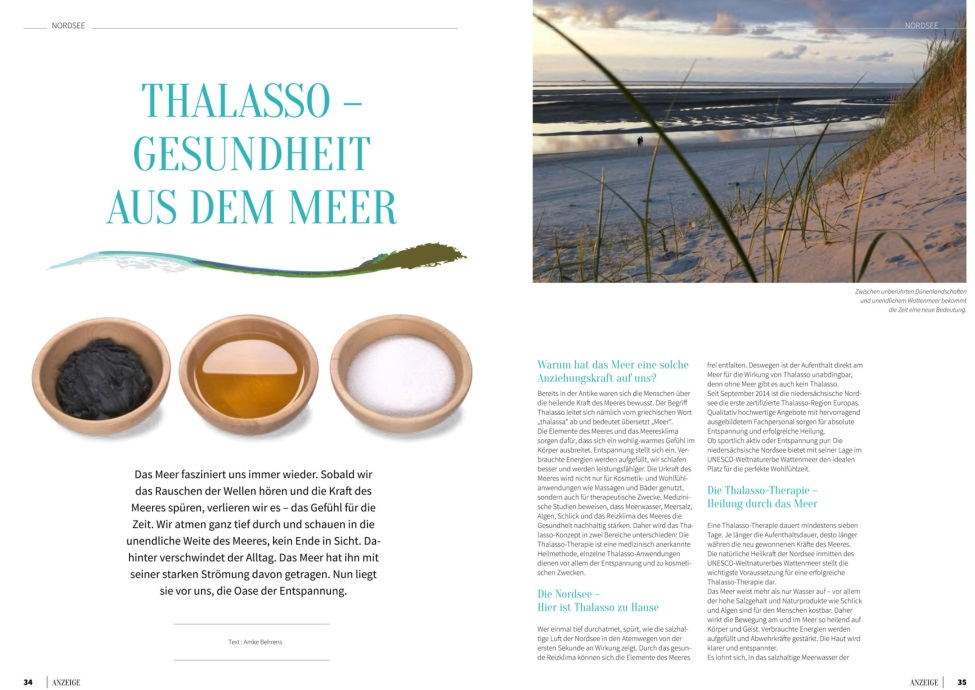 NORDSEE
THALASSO –
GESUNDHEIT
AUS DEM MEER
Das Meer fasziniert uns immer wieder. Sobald wir
das Rauschen der Wellen hören und die Kraft des
Meeres spüren, verlieren wir es – das Gefühl für die
Zeit. Wir atmen ganz tief durch und schauen in die
unendliche Weite des Meeres, kein Ende in Sicht. Da-
hinter verschwindet der Alltag. Das Meer hat ihn mit
seiner starken Strömung davon getragen. Nun liegt
sie vor uns, die Oase der Entspannung.
Text : Amke Behrens
34 | ANZEIGE
NORDSEE
Zwischen unberührten Dünenlandschaften
und unendlichem Wattenmeer bekommt
die Zeit eine neue Bedeutung.
Warum hat das Meer eine solche
Anziehungskraft auf uns?
Bereits in der Antike waren sich die Menschen über
die heilende Kraft des Meeres bewusst. Der Begriff
Thalasso leitet sich nämlich vom griechischen Wort
„thalassa“ ab und bedeutet übersetzt „Meer“.
Die Elemente des Meeres und das Meeresklima
sorgen dafür, dass sich ein wohlig-warmes Gefühl im
Körper ausbreitet. Entspannung stellt sich ein. Ver-
brauchte Energien werden aufgefüllt, wir schlafen
besser und werden leistungsfähiger. Die Urkraft des
Meeres wird nicht nur für Kosmetik- und Wohlfühl-
anwendungen wie Massagen und Bäder genutzt,
sondern auch für therapeutische Zwecke. Medizini-
sche Studien beweisen, dass Meerwasser, Meersalz,
Algen, Schlick und das Reizklima des Meeres die
Gesundheit nachhaltig stärken. Daher wird das Tha-
lasso-Konzept in zwei Bereiche unterschieden: Die
Thalasso-Therapie ist eine medizinisch anerkannte
Heilmethode, einzelne Thalasso-Anwendungen
dienen vor allem der Entspannung und zu kosmeti-
schen Zwecken.
Die Nordsee –
Hier ist Thalasso zu Hause
Wer einmal tief durchatmet, spürt, wie die salzhal-
tige Luft der Nordsee in den Atemwegen von der
ersten Sekunde an Wirkung zeigt. Durch das gesun-
de Reizklima können sich die Elemente des Meeres
frei entfalten. Deswegen ist der Aufenthalt direkt am
Meer für die Wirkung von Thalasso unabdingbar,
denn ohne Meer gibt es auch kein Thalasso.
Seit September 2014 ist die niedersächsische Nord-
see die erste zertifizierte Thalasso-Region Europas.
Qualitativ hochwertige Angebote mit hervorragend
ausgebildetem Fachpersonal sorgen für absolute
Entspannung und erfolgreiche Heilung.
Ob sportlich aktiv oder Entspannung pur: Die
niedersächsische Nordsee bietet mit seiner Lage im
UNESCO-Weltnaturerbe Wattenmeer den idealen
Platz für die perfekte Wohlfühlzeit.
Die Thalasso-Therapie –
Heilung durch das Meer
Eine Thalasso-Therapie dauert mindestens sieben
Tage. Je länger die Aufenthaltsdauer, desto länger
währen die neu gewonnenen Kräfte des Meeres.
Die natürliche Heilkraft der Nordsee inmitten des
UNESCO-Weltnaturerbes Wattenmeer stellt die
wichtigste Voraussetzung für eine erfolgreiche
Thalasso-Therapie dar.
Das Meer weist mehr als nur Wasser auf – vor allem
der hohe Salzgehalt und Naturprodukte wie Schlick
und Algen sind für den Menschen kostbar. Daher
wirkt die Bewegung am und im Meer so heilend auf
Körper und Geist. Verbrauchte Energien werden
aufgefüllt und Abwehrkräfte gestärkt. Die Haut wird
klarer und entspannter.
Es lohnt sich, in das salzhaltige Meerwasser der
ANZEIGE | 35